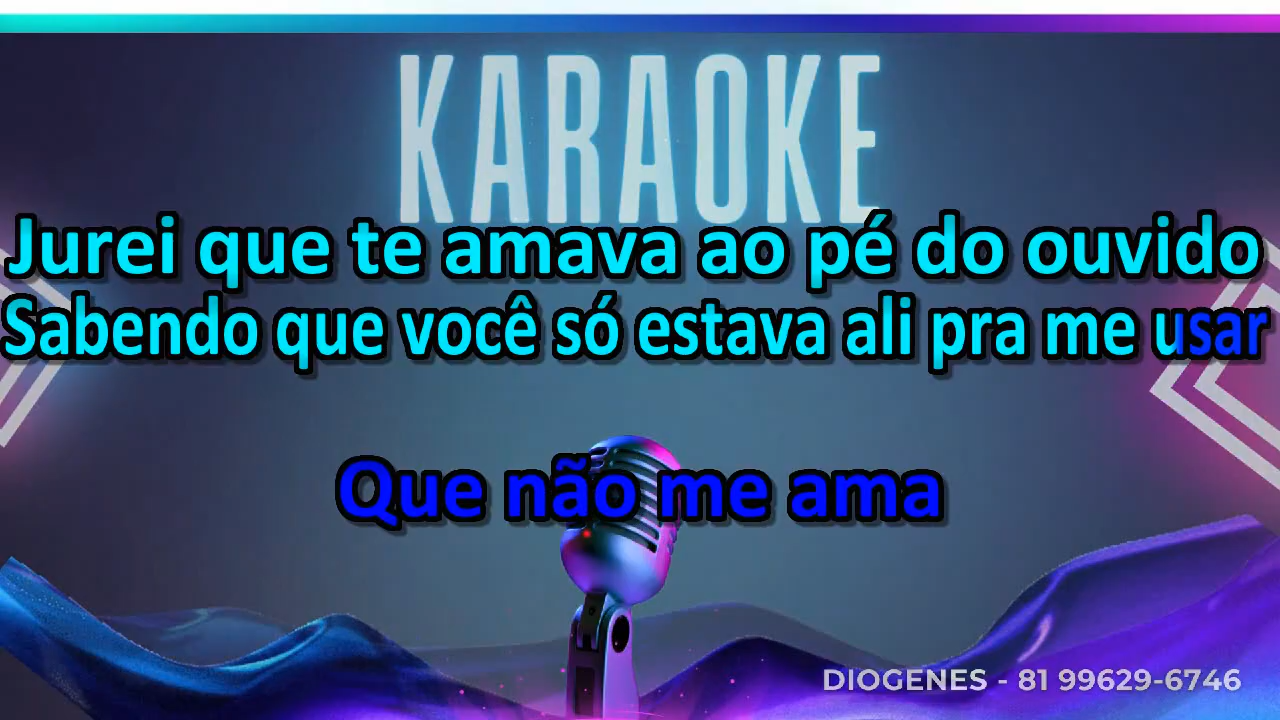 KARAOKE
Jurei que te amava ao pé do ouvido
Sabendo que você só estava ali pra me usar
Que não me ama
DIOGENES - 81 99629-6746